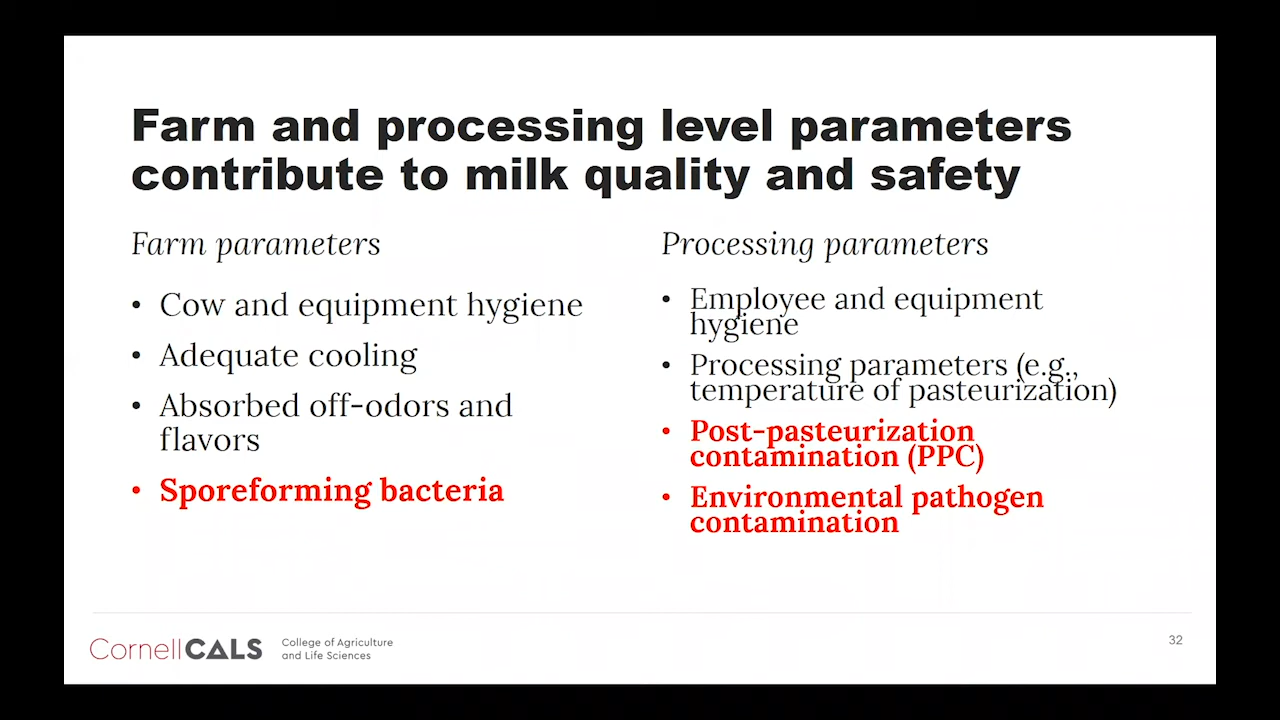 Farm and processing level parameters
contribute to milk quality and safety
Farm parameters
• Cow and equipment hygiene
• Adequate cooling
• Absorbed off-odors and
flavors
• Sporeforming bacteria
Processing parameters
• Employee and equipment
hygiene
• Processing parameters (e.g.,
temperature of pasteurization)
• Post-pasteurization
contamination (PPC)
• Environmental pathogen
contamination
CornellCALS
College of Agriculture
and Life Sciences
32